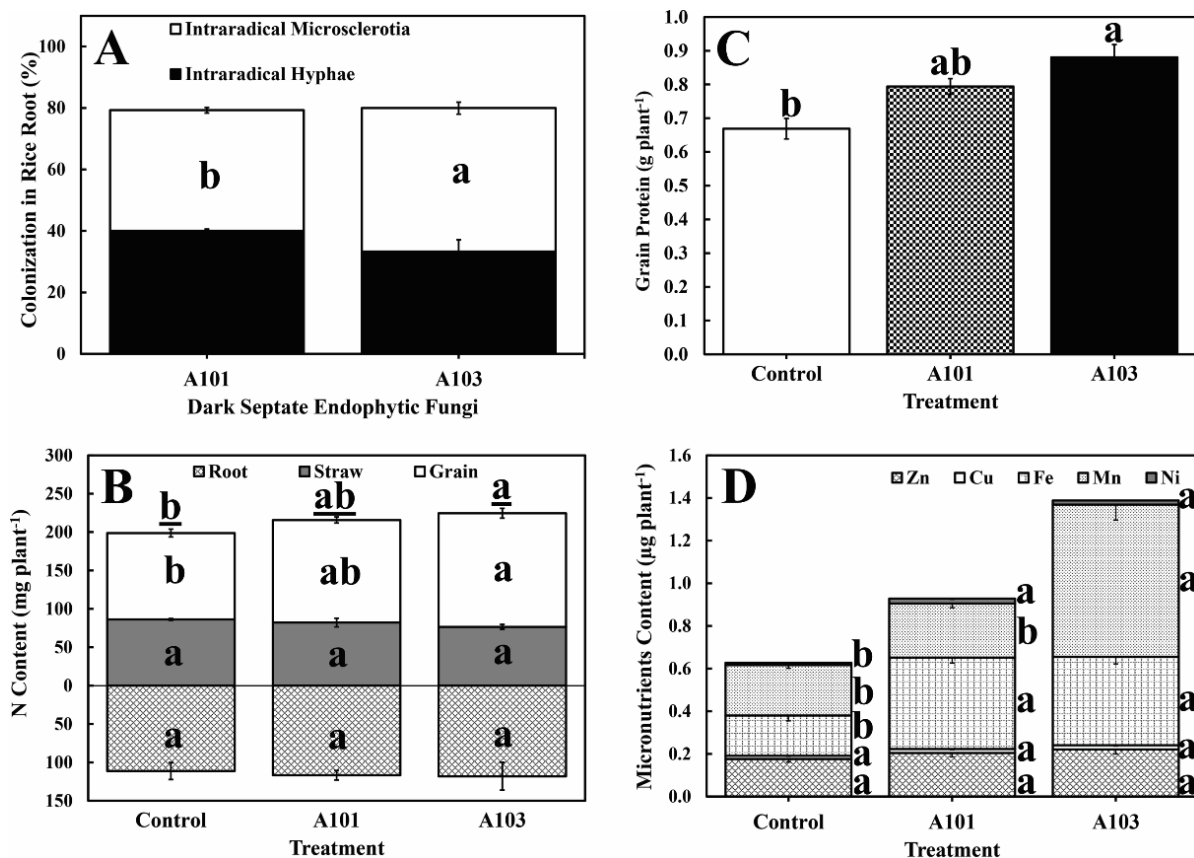 A
Intraradical Microsclerotia
Intraradical Hyphae
Colonization in Rice Root (%)
100
80
60
40
20
0
b
a
A101 A103
Dark Septate Endophytic Fungi
C
Grain Protein (g plant⁻¹)
1.0
0.9
0.8
0.7
0.6
0.5
0.4
0.3
0.2
0.1
0.0
b
ab
a
Control A101 A103
Treatment
B
Root Straw Grain
N Content (mg plant⁻¹)
300
250
200
150
100
50
0
50
100
150
b ab a
b ab a
a a a
a a a
Control A101 A103
Treatment
D
Zn Cu Fe Mn Ni
Micronutrients Content (µg plant⁻¹)
1.6
1.4
1.2
1.0
0.8
0.6
0.4
0.2
0.0
b
b
b
a
a
a
b
a
a
a
a
a
a
a
a
Control A101 A103
Treatment